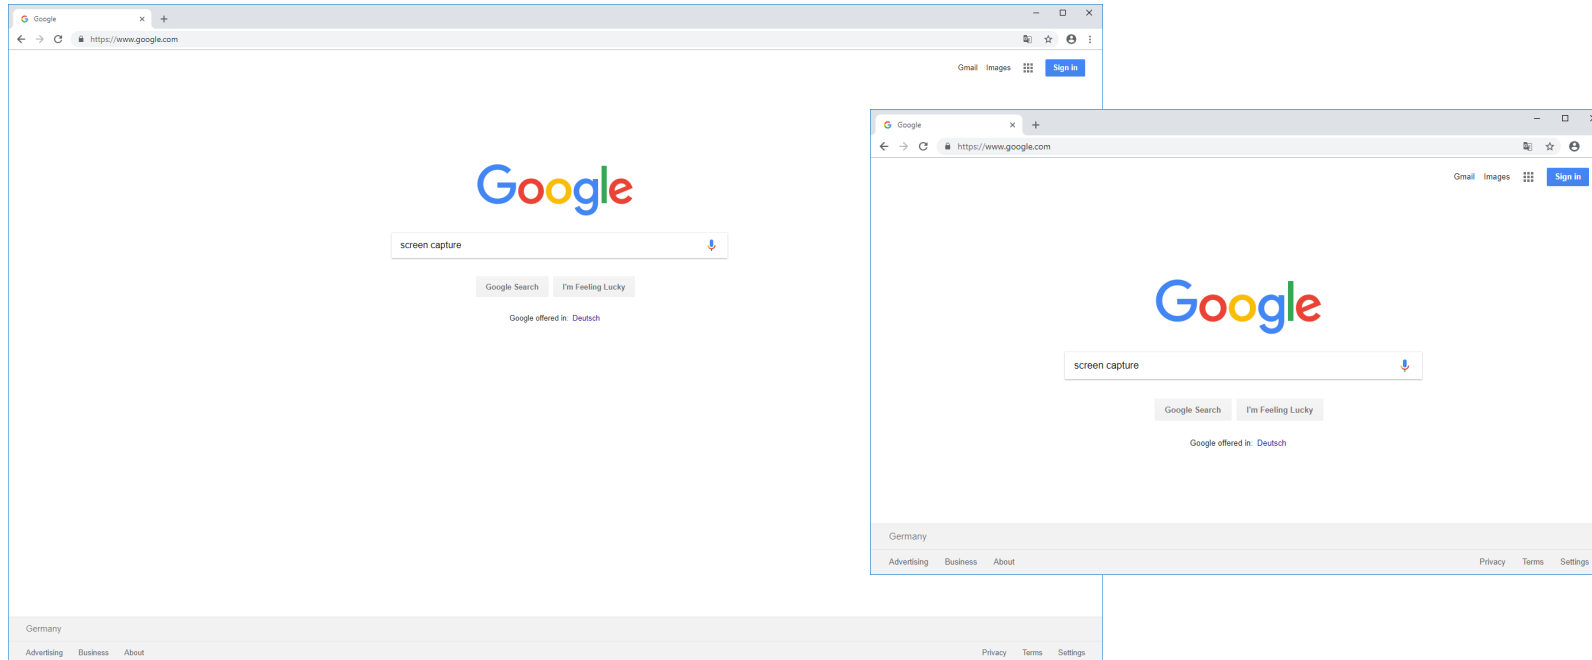 Google
https://www.google.com
Gmail Images Sign in
Google
screen capture
Google Search I'm Feeling Lucky
Google offered in: Deutsch
Germany
Advertising Business About Privacy Terms Settings
Google
https://www.google.com
Gmail Images Sign in
Google
screen capture
Google Search I'm Feeling Lucky
Google offered in: Deutsch
Germany
Advertising Business About Privacy Terms Settings